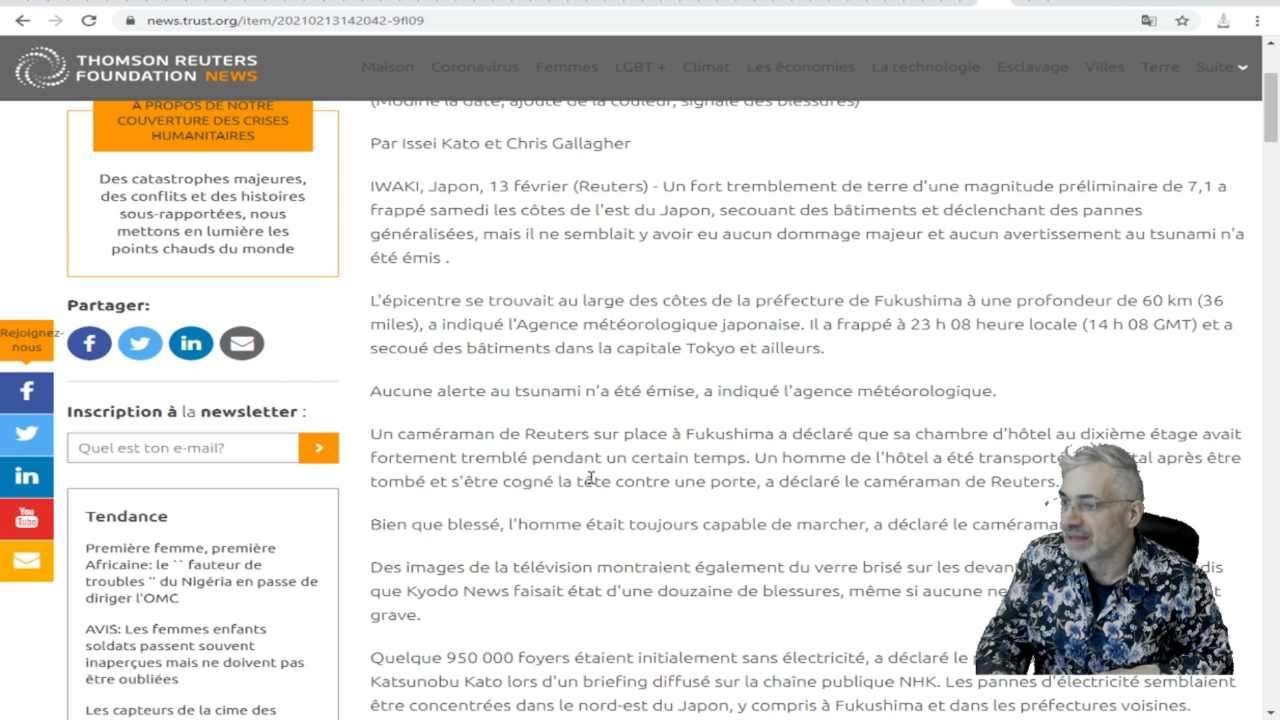 news.trust.org/item/20210213142042-9fl09
THOMSON REUTERS
FOUNDATION NEWS
Maison Coronavirus Femmes LGBT + Climat Les économies La technologie Esclavage Villes Terre Suite
À PROPOS DE NOTRE
COUVERTURE DES CRISES
HUMANITAIRES
Des catastrophes majeures,
des conflits et des histoires
sous-rapportées, nous
mettons en lumière les
points chauds du monde
Partager:
Rejoignez-
nous
Inscription à la newsletter :
Quel est ton e-mail?
You
Tube
Tendance
Première femme, première
Africaine: le `` fauteur de
troubles '' du Nigéria en passe de
diriger l'OMC
AVIS: Les femmes enfants
soldats passent souvent
inaperçues mais ne doivent pas
être oubliées
Les capteurs de la cime des
(Modifie la date, ajoute de la couleur, signale des blessures)
Par Issei Kato et Chris Gallagher
IWAKI, Japon, 13 février (Reuters) - Un fort tremblement de terre d'une magnitude préliminaire de 7,1 a
frappé samedi les côtes de l'est du Japon, secouant des bâtiments et déclenchant des pannes
généralisées, mais il ne semblait y avoir eu aucun dommage majeur et aucun avertissement au tsunami n'a
été émis .
L'épicentre se trouvait au large des côtes de la préfecture de Fukushima à une profondeur de 60 km (36
miles), a indiqué l'Agence météorologique japonaise. Il a frappé à 23 h 08 heure locale (14 h 08 GMT) et a
secoué des bâtiments dans la capitale Tokyo et ailleurs.
Aucune alerte au tsunami n'a été émise, a indiqué l'agence météorologique.
Un caméraman de Reuters sur place à Fukushima a déclaré que sa chambre d'hôtel au dixième étage avait
fortement tremblé pendant un certain temps. Un homme de l'hôtel a été transporté après être
tombé et s'être cogné la tête contre une porte, a déclaré le caméraman de Reuters.
Bien que blessé, l'homme était toujours capable de marcher, a déclaré le
Des images de la télévision montraient également du verre brisé sur les
que Kyodo News faisait état d'une douzaine de blessures, même si aucune
grave.
Quelque 950 000 foyers étaient initialement sans électricité, a déclaré le
Katsunobu Kato lors d'un briefing diffusé sur la chaîne publique NHK. Les pannes d'électricité semblaient
être concentrées dans le nord-est du Japon, y compris à Fukushima et dans les préfectures voisines.